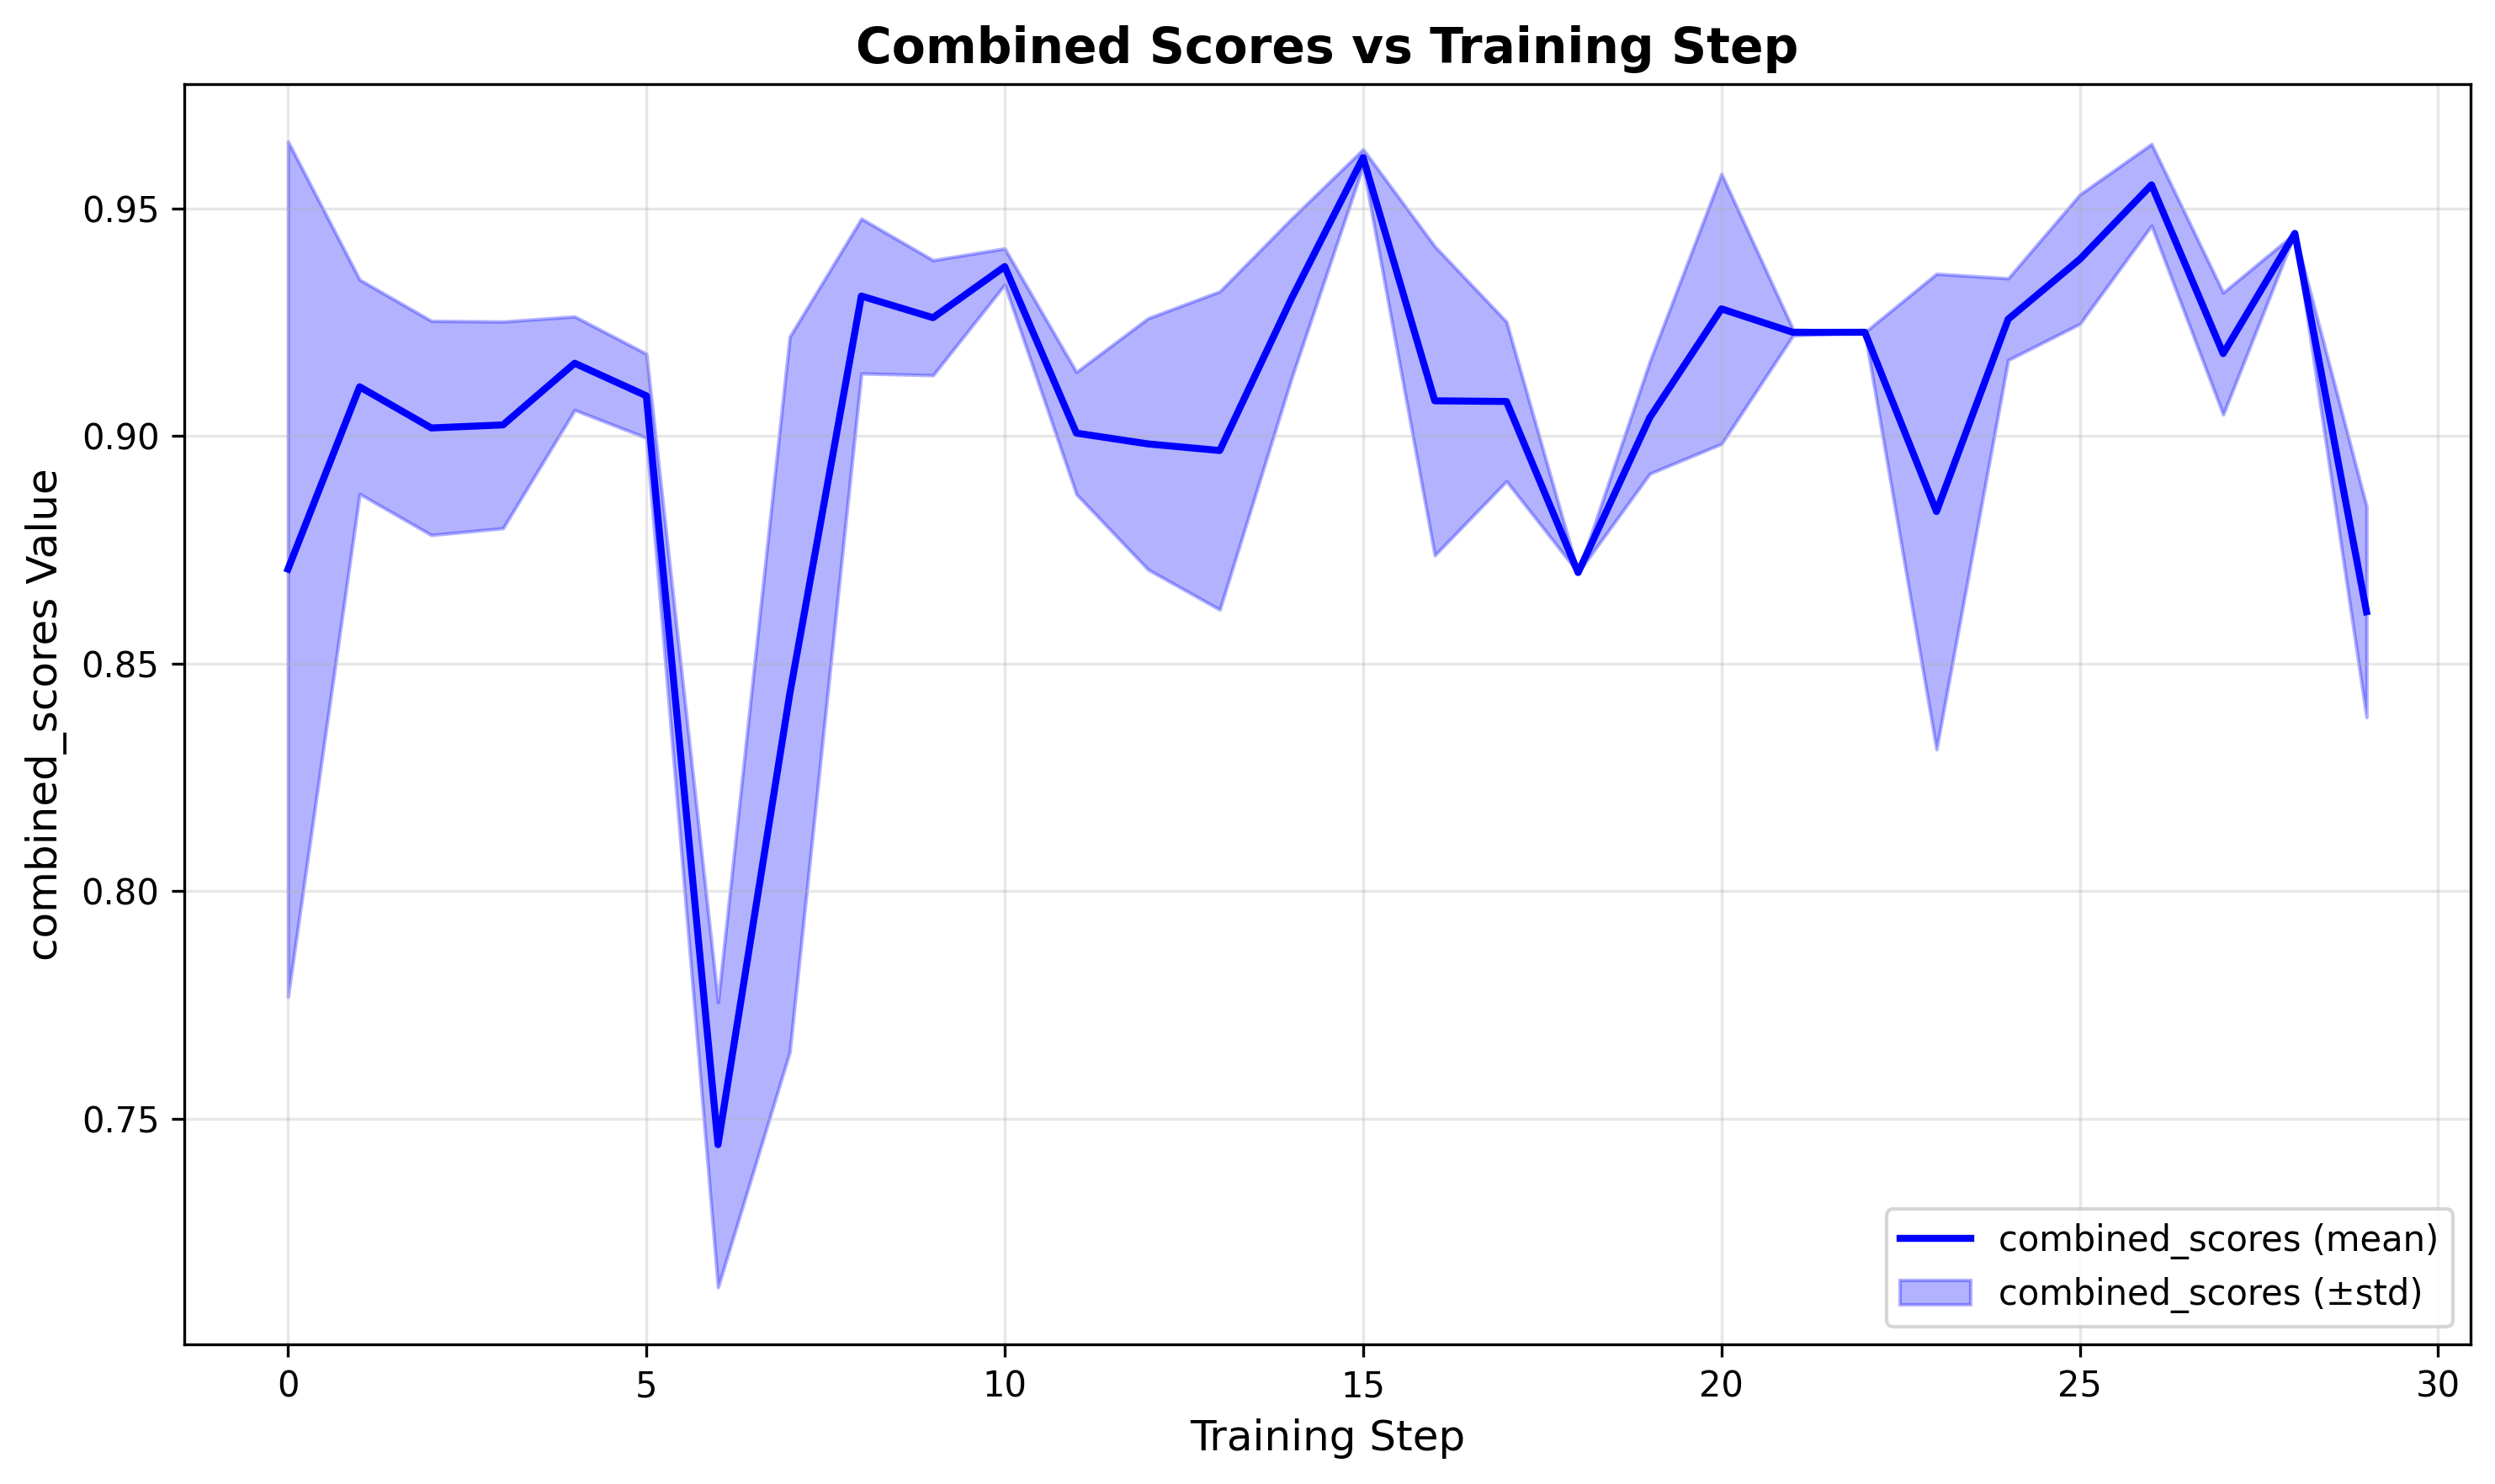 Combined Scores vs Training Step
combined_scores Value
0.95
0.90
0.85
0.80
0.75
0 5 10 15 20 25 30
Training Step
combined_scores (mean)
combined_scores (±std)